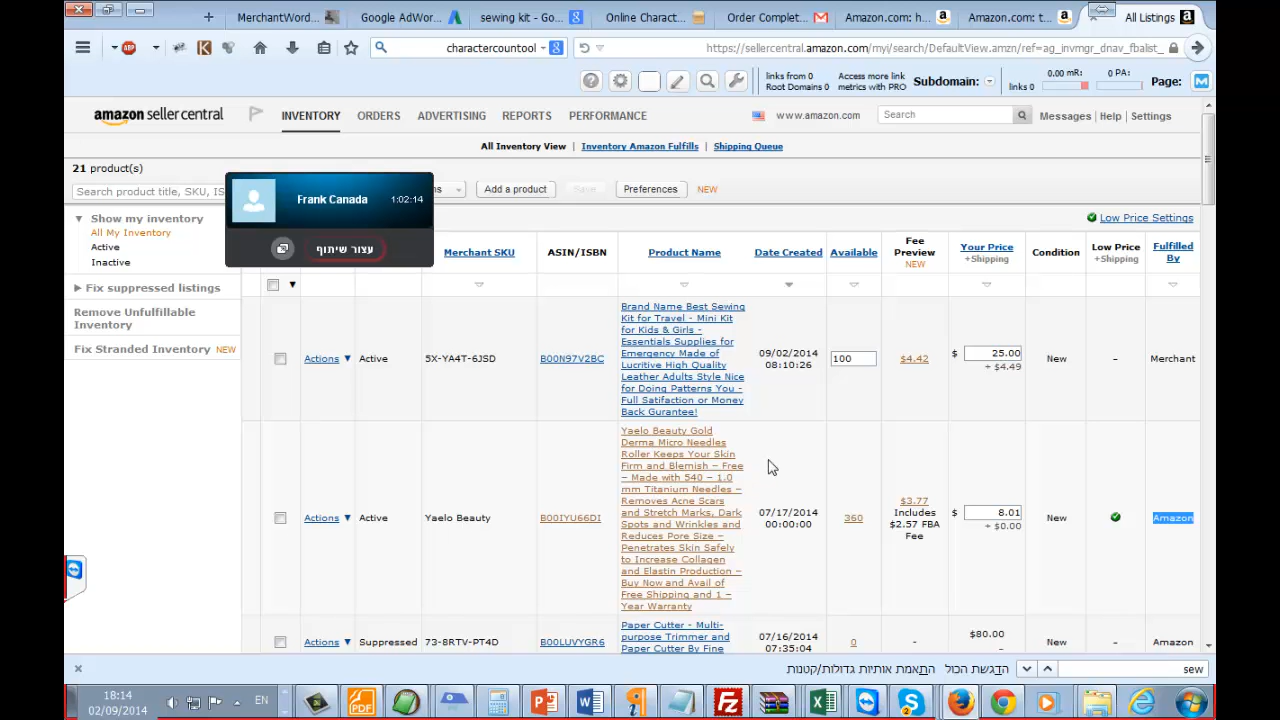 MerchantWord...
Google AdWor...
sewing kit - Go...
Online Charact...
Order Complet...
Amazon.com: h...
Amazon.com: t...
All Listings
charactercountool
https://sellercentral.amazon.com/myi/search/DefaultView.amzn/ref=ag_invmgr_dnav_fbalist_
links from 0
Root Domains 0
Access more link
metrics with PRO
Subdomain:
links 0
0.00 mR:
0 PA:
Page:
amazon seller central
INVENTORY ORDERS ADVERTISING REPORTS PERFORMANCE
www.amazon.com
Search
Messages | Help | Settings
All Inventory View | Inventory Amazon Fulfills | Shipping Queue
21 product(s)
Search product title, SKU, IS
Add a product
Save
Preferences
NEW
Frank Canada
1:02:14
עצור שיתוף
Low Price Settings
Show my inventory
All My Inventory
Active
Inactive
Fix suppressed listings
Remove Unfulfillable
Inventory
Fix Stranded Inventory NEW
Merchant SKU
ASIN/ISBN
Product Name
Date Created
Available
Fee
Preview
NEW
Your Price
+Shipping
Condition
Low Price
+Shipping
Fulfilled
By
Actions
Active
5X-YA4T-6JSD
B00N97V2BC
Brand Name Best Sewing
Kit for Travel - Mini Kit
for Kids & Girls -
Essentials Supplies for
Emergency Made of
Lucritive High Quality
Leather Adults Style Nice
for Doing Patterns You -
Full Satifaction or Money
Back Gurantee!
09/02/2014
08:10:26
100
$4.42
$ 25.00
+ $4.49
New
–
Merchant
Actions
Active
Yaelo Beauty
B00IYU66DI
Yaelo Beauty Gold
Derma Micro Needles
Roller Keeps Your Skin
Firm and Blemish – Free
– Made with 540 – 1.0
mm Titanium Needles –
Removes Acne Scars
and Stretch Marks, Dark
Spots and Wrinkles and
Reduces Pore Size –
Penetrates Skin Safely
to Increase Collagen
and Elastin Production –
Buy Now and Avail of
Free Shipping and 1 –
Year Warranty
07/17/2014
00:00:00
360
$3.77
Includes
$2.57 FBA
Fee
$ 8.01
+ $0.00
New
Amazon
Actions
Suppressed
73-8RTV-PT4D
B00LUVYGR6
Paper Cutter - Multi-
purpose Trimmer and
Paper Cutter By Fine
07/16/2014
07:35:04
0
-
$80.00
New
–
Amazon
הדגשת הכול
התאמת אותיות גדולות/קטנות
sew
18:14
02/09/2014
EN